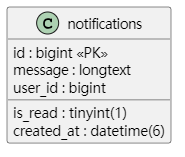 C notifications
id : bigint «PK»
message : longtext
user_id : bigint
is_read : tinyint(1)
created_at : datetime(6)